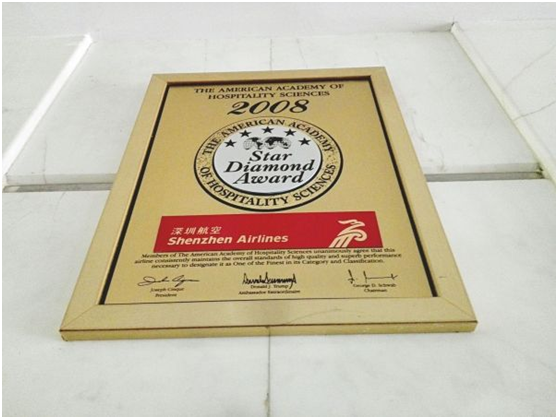 THE AMERICAN ACADEMY OF
HOSPITALITY SCIENCES
2008
THE AMERICAN ACADEMY
Star
Diamond
Award
OF HOSPITALITY SCIENCES
深圳航空
Shenzhen Airlines
Members of The American Academy of Hospitality Sciences unanimously agree that this
airline consistently maintains the overall standards of high quality and superb performance
necessary to designate it as One of the Finest in its Category and Classification.
Joseph Cinque
President
Donald J. Trump
Ambassador Extraordinaire
George D. Schwab
Chairman